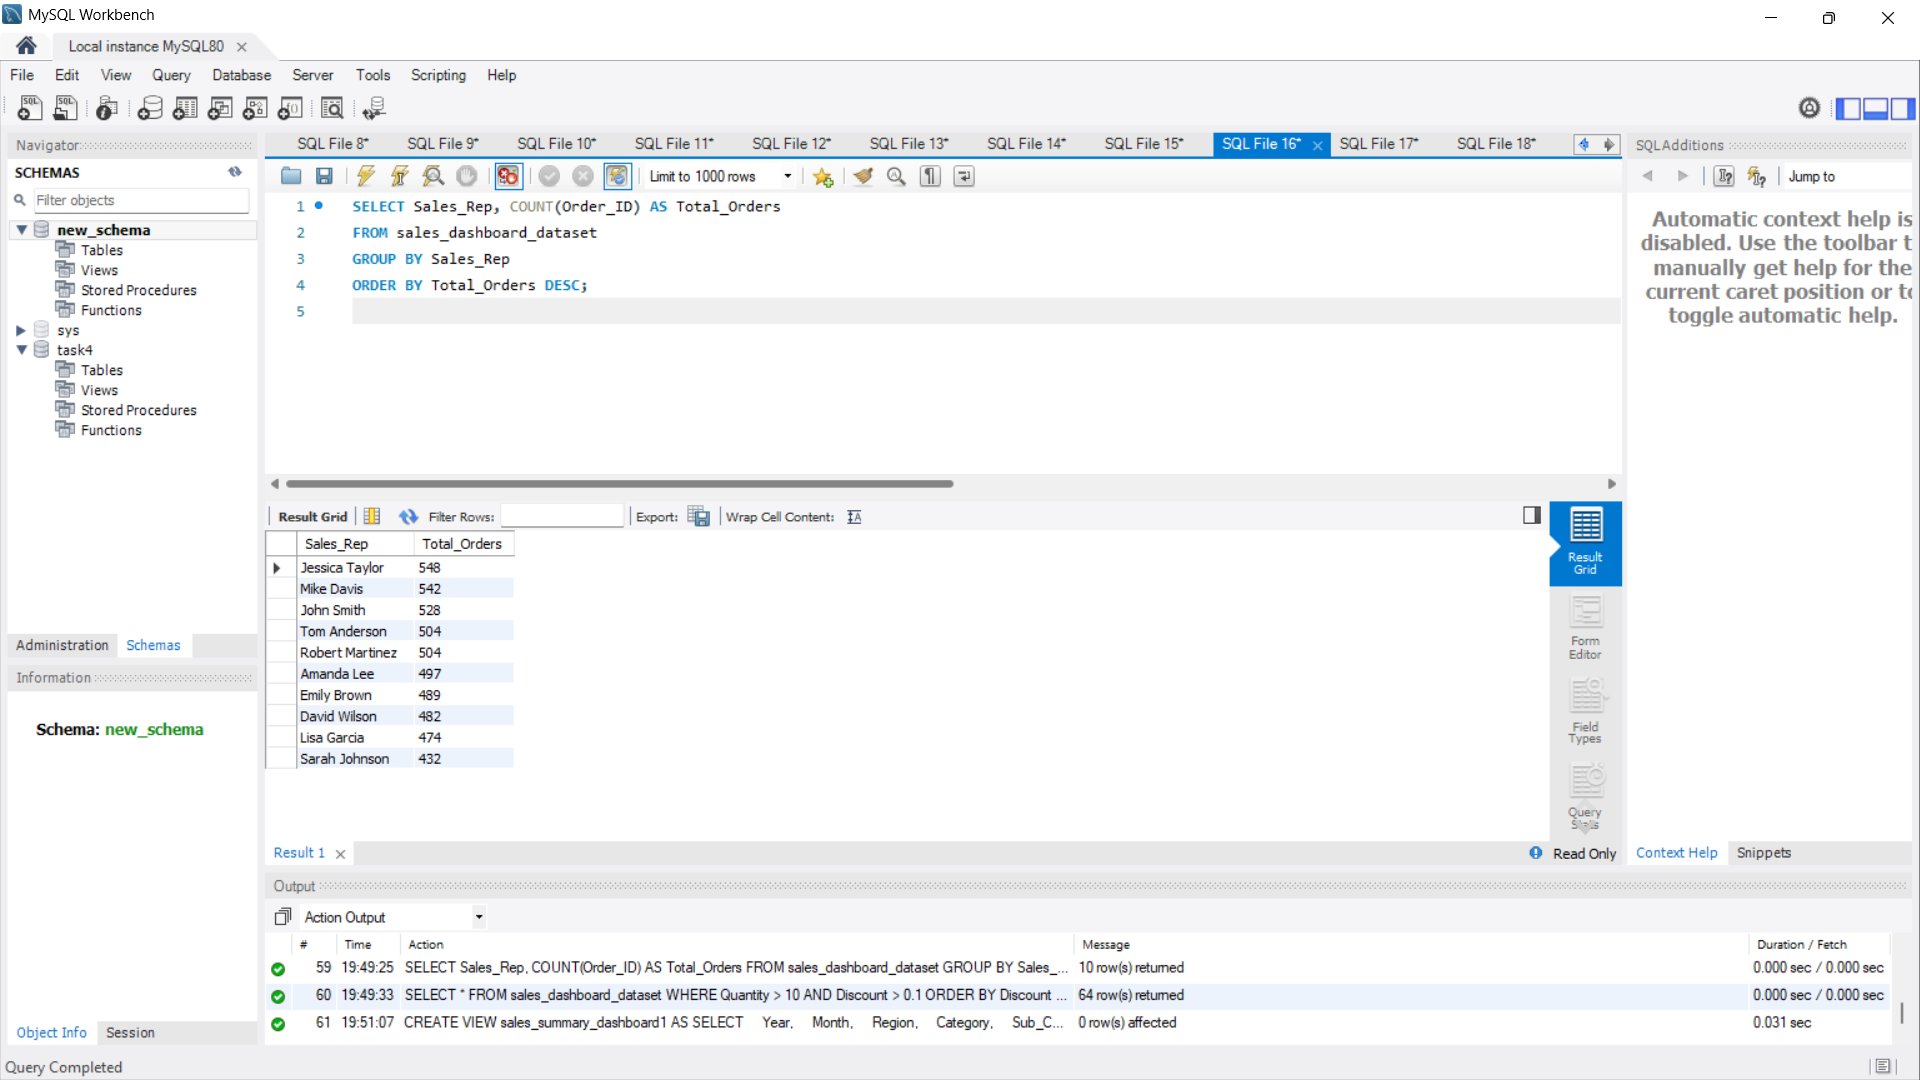 MySQL Workbench
Local instance MySQL80
File Edit View Query Database Server Tools Scripting Help
Navigator
SCHEMAS
Filter objects
new_schema
Tables
Views
Stored Procedures
Functions
sys
task4
Tables
Views
Stored Procedures
Functions
Administration Schemas
Information
Schema: new_schema
Object Info Session
Query Completed
SQL File 8* SQL File 9* SQL File 10* SQL File 11* SQL File 12* SQL File 13* SQL File 14* SQL File 15* SQL File 16* SQL File 17* SQL File 18*
Limit to 1000 rows
1 SELECT Sales_Rep, COUNT(Order_ID) AS Total_Orders
2 FROM sales_dashboard_dataset
3 GROUP BY Sales_Rep
4 ORDER BY Total_Orders DESC;
5
Result Grid Filter Rows: Export: Wrap Cell Content:
Sales_Rep Total_Orders
Jessica Taylor 548
Mike Davis 542
John Smith 528
Tom Anderson 504
Robert Martinez 504
Amanda Lee 497
Emily Brown 489
David Wilson 482
Lisa Garcia 474
Sarah Johnson 432
Result
Grid
Form
Editor
Field
Types
Query
Stats
Result 1 Read Only
SQLAdditions
Jump to
Automatic context help is
disabled. Use the toolbar t
manually get help for the
current caret position or to
toggle automatic help.
Context Help Snippets
Output
Action Output
# Time Action Message Duration / Fetch
59 19:49:25 SELECT Sales_Rep, COUNT(Order_ID) AS Total_Orders FROM sales_dashboard_dataset GROUP BY Sales_... 10 row(s) returned 0.000 sec / 0.000 sec
60 19:49:33 SELECT * FROM sales_dashboard_dataset WHERE Quantity > 10 AND Discount > 0.1 ORDER BY Discount ... 64 row(s) returned 0.000 sec / 0.000 sec
61 19:51:07 CREATE VIEW sales_summary_dashboard1 AS SELECT Year, Month, Region, Category, Sub_C... 0 row(s) affected 0.031 sec